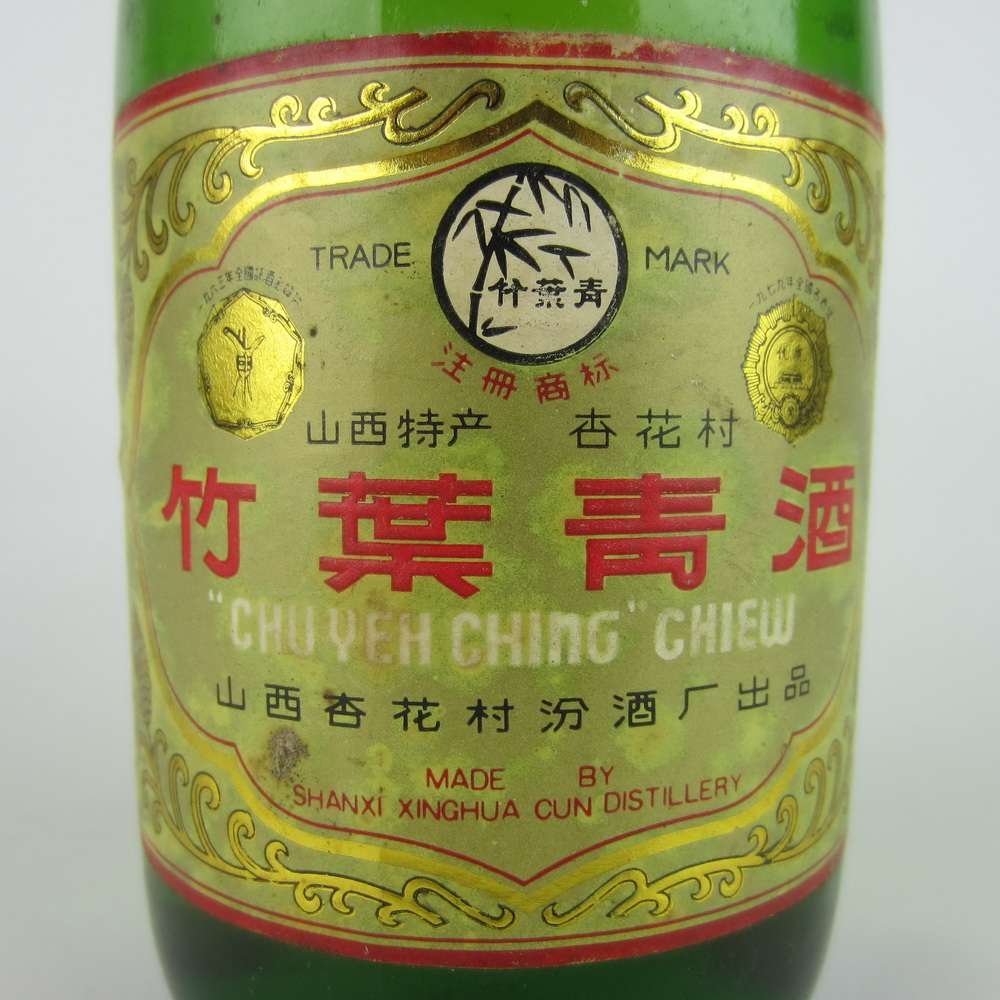 TRADE MARK
竹葉青
注冊商标
山西特产 杏花村
竹葉青酒
"CHU YEH CHING" CHIEW
山西杏花村汾酒厂出品
MADE BY
SHANXI XINGHUA CUN DISTILLERY